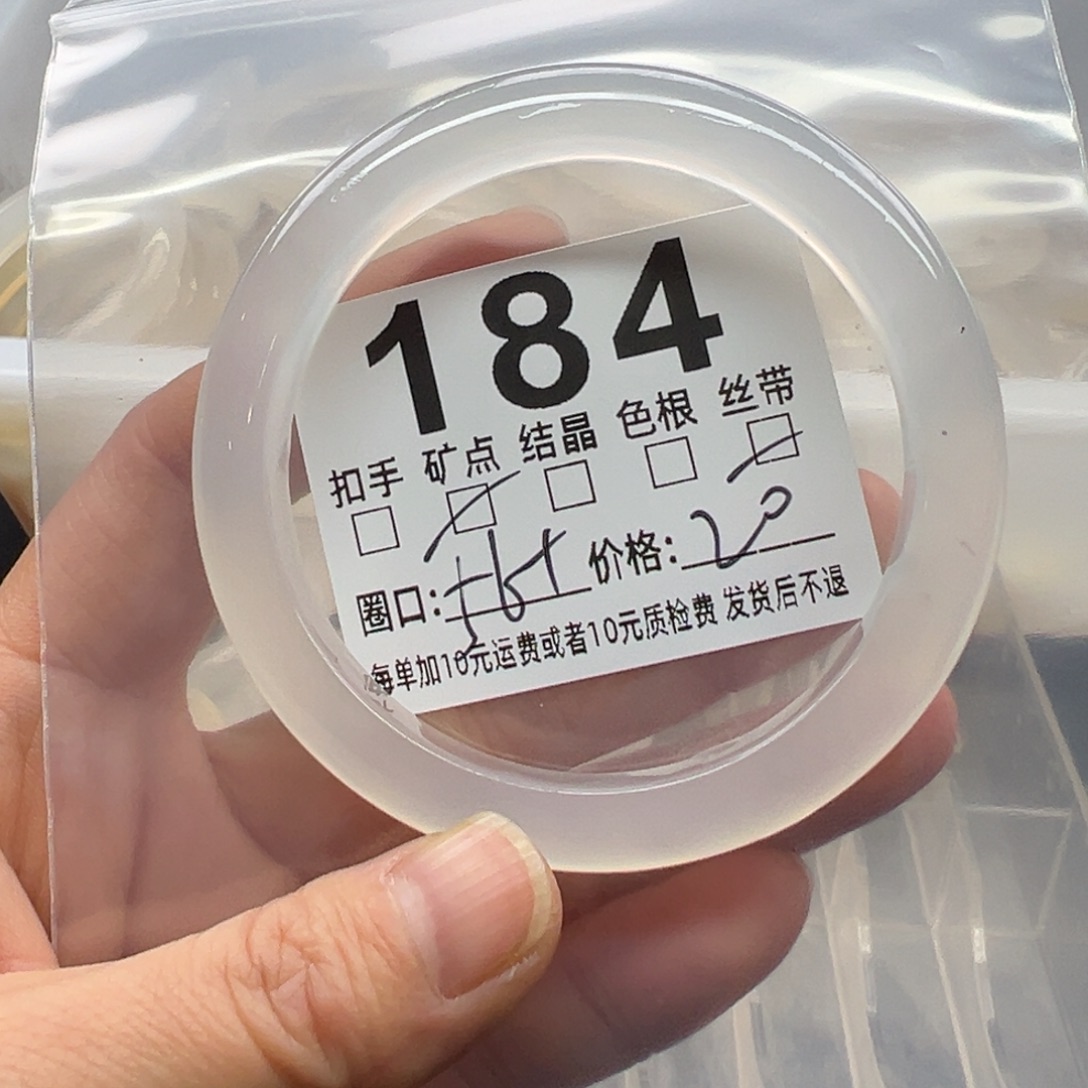 184
扣手 矿点 结晶 色根 丝带
圈口: 价格: 20
每单加10元运费或者10元质检费 发货后不退